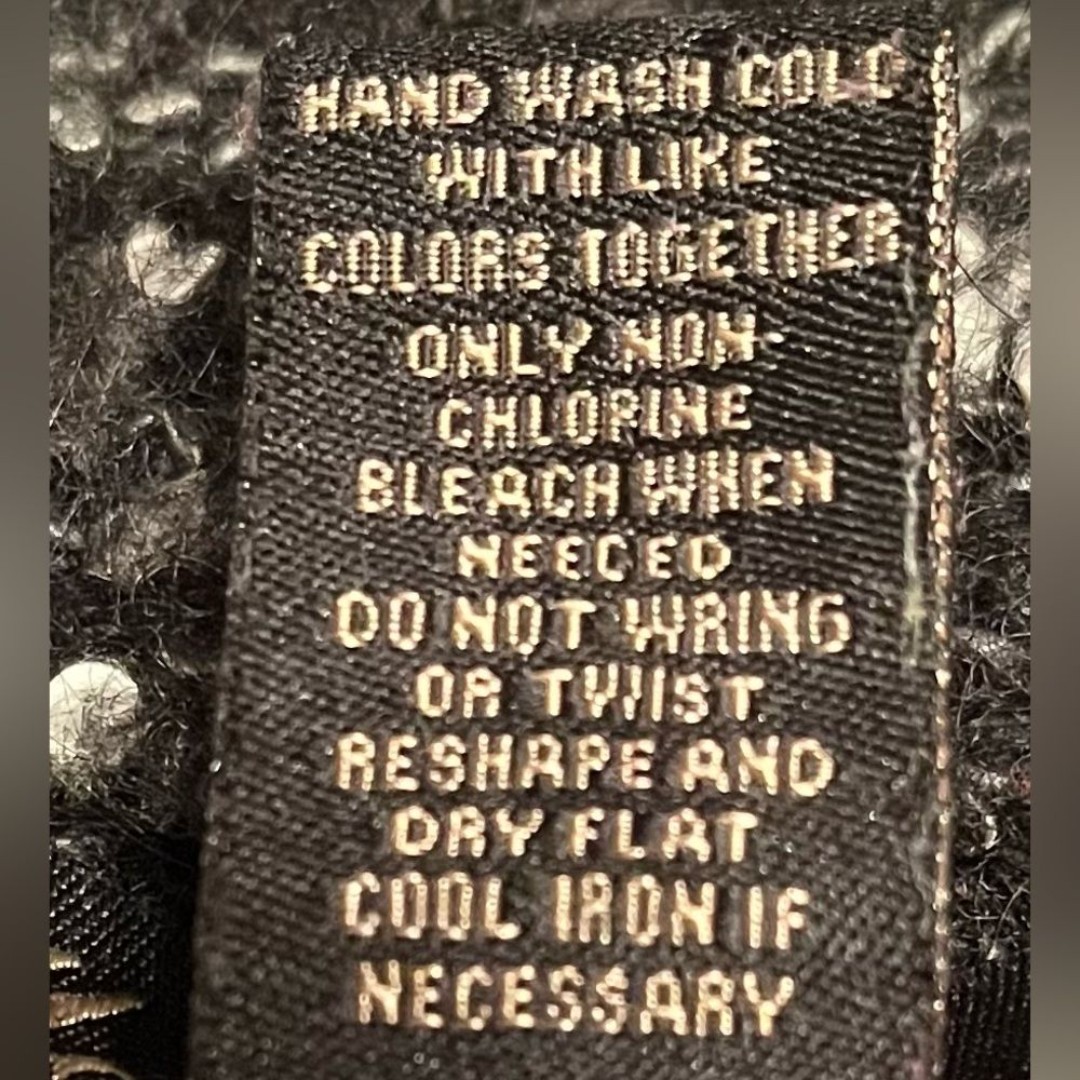 HAND WASH COLD
WITH LIKE
COLORS TOGETHER
ONLY NON-
CHLORINE
BLEACH WHEN
NEEDED
DO NOT WRING
OR TWIST
RESHAPE AND
DRY FLAT
COOL IRON IF
NECESSARY